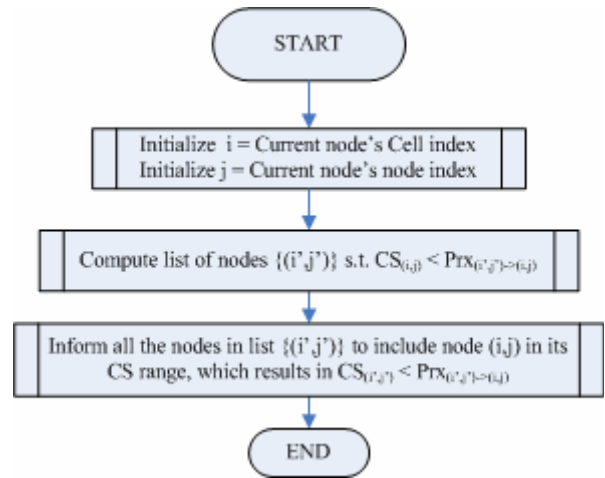 START
Initialize i = Current node's Cell index
Initialize j = Current node's node index
Compute list of nodes {(i’,j’)} s.t. CS(i,j) < Prx(i’,j’)->(i,j)
Inform all the nodes in list {(i’,j’)} to include node (i,j) in its
CS range, which results in CS(i’,j’) < Prx(i’,j’)->(i,j)
END